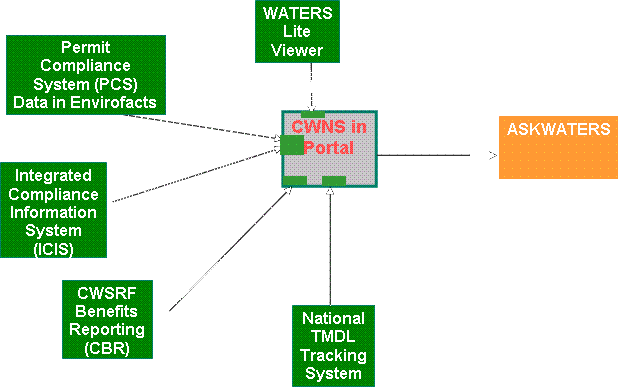 WATERS
Lite
Viewer
Permit
Compliance
System (PCS)
Data in Envirofacts
CWNS in
Portal
ASKWATERS
Integrated
Compliance
Information
System
(ICIS)
CWSRF
Benefits
Reporting
(CBR)
National
TMDL
Tracking
System